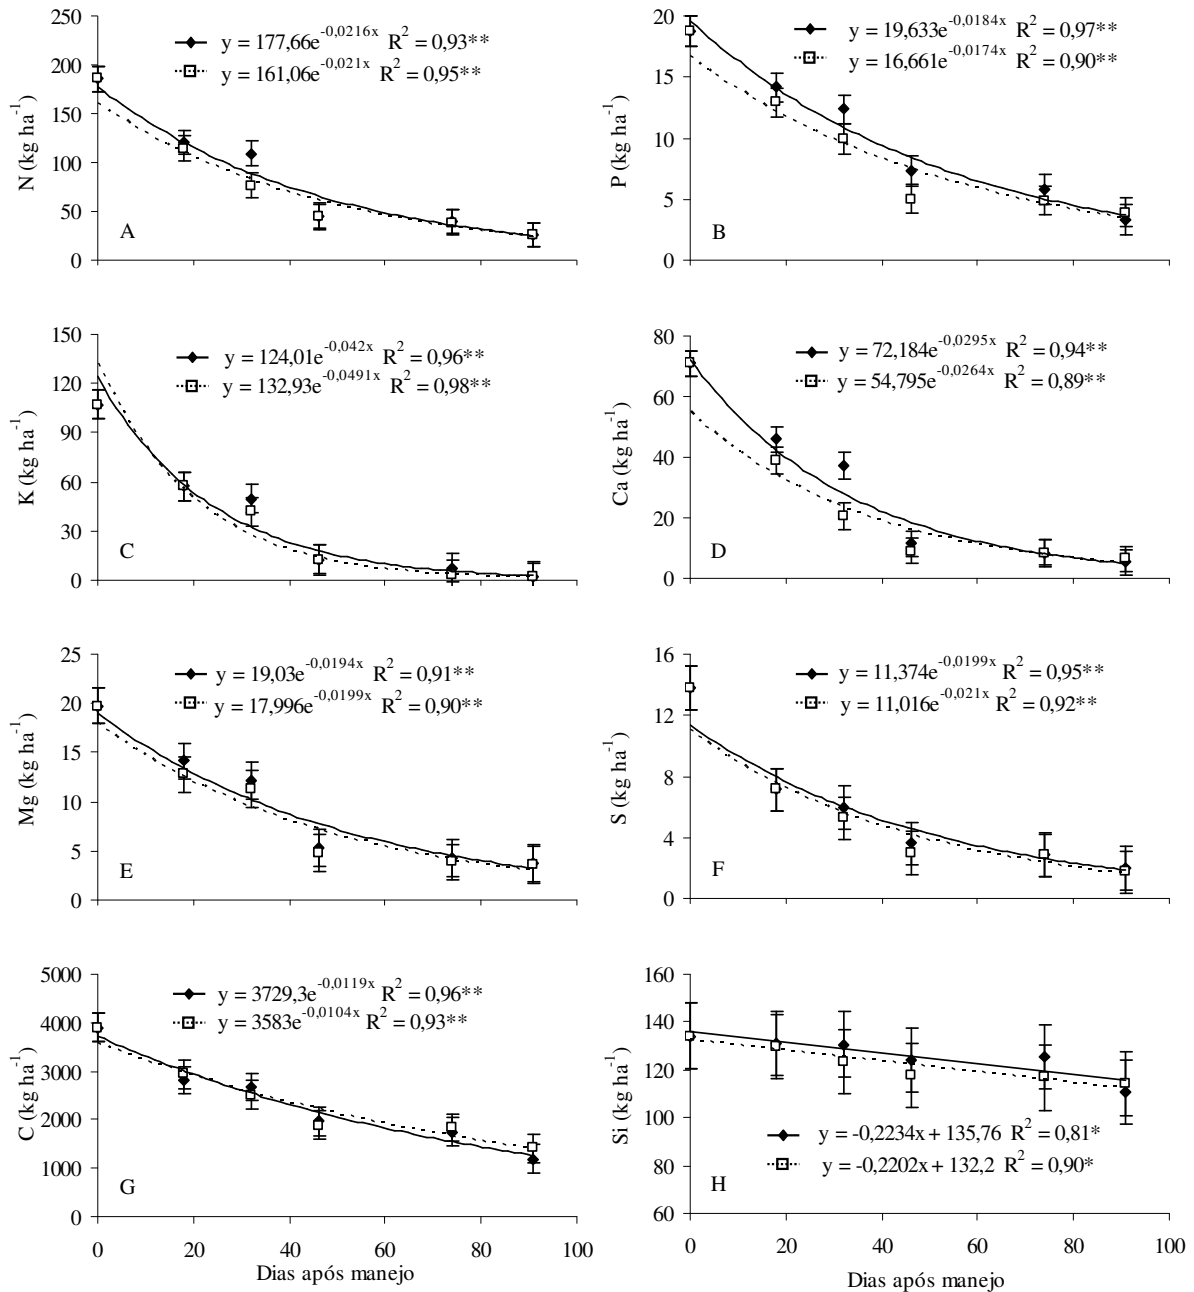 250
200
150
100
50
0
N (kg ha⁻¹)
y = 177,66e^-0,0216x R² = 0,93**
y = 161,06e^-0,021x R² = 0,95**
A
20
15
10
5
0
P (kg ha⁻¹)
y = 19,633e^-0,0184x R² = 0,97**
y = 16,661e^-0,0174x R² = 0,90**
B
150
120
90
60
30
0
K (kg ha⁻¹)
y = 124,01e^-0,042x R² = 0,96**
y = 132,93e^-0,0491x R² = 0,98**
C
80
60
40
20
0
Ca (kg ha⁻¹)
y = 72,184e^-0,0295x R² = 0,94**
y = 54,795e^-0,0264x R² = 0,89**
D
25
20
15
10
5
0
Mg (kg ha⁻¹)
y = 19,03e^-0,0194x R² = 0,91**
y = 17,996e^-0,0199x R² = 0,90**
E
16
12
8
4
0
S (kg ha⁻¹)
y = 11,374e^-0,0199x R² = 0,95**
y = 11,016e^-0,021x R² = 0,92**
F
5000
4000
3000
2000
1000
0
C (kg ha⁻¹)
y = 3729,3e^-0,0119x R² = 0,96**
y = 3583e^-0,0104x R² = 0,93**
G
0 20 40 60 80 100
Dias após manejo
160
140
120
100
80
60
Si (kg ha⁻¹)
y = -0,2234x + 135,76 R² = 0,81*
y = -0,2202x + 132,2 R² = 0,90*
H
0 20 40 60 80 100
Dias após manejo